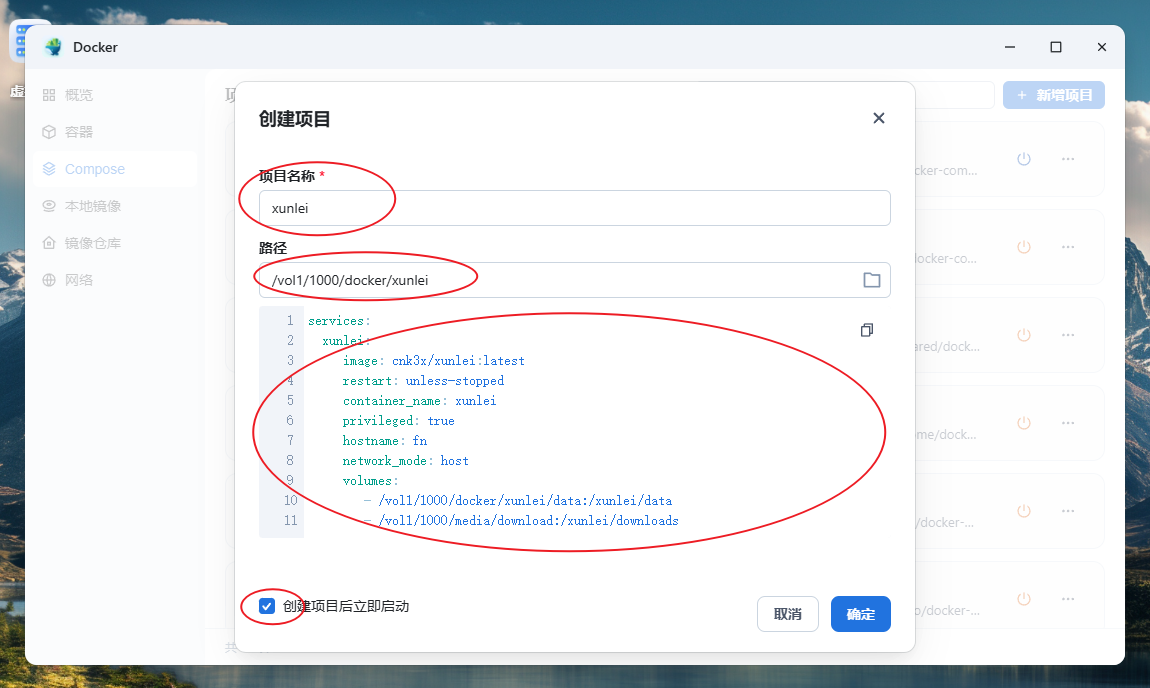 Docker
概览
容器
Compose
本地镜像
镜像仓库
网络
+ 新增项目
创建项目
项目名称 *
xunlei
路径
/vol1/1000/docker/xunlei
1 services:
2 xunlei:
3 image: cnk3x/xunlei:latest
4 restart: unless-stopped
5 container_name: xunlei
6 privileged: true
7 hostname: fn
8 network_mode: host
9 volumes:
10 - /vol1/1000/docker/xunlei/data:/xunlei/data
11 - /vol1/1000/media/download:/xunlei/downloads
创建项目后立即启动
取消
确定
cker-com...
ocker-co...
ared/dock...
me/dock...
/docker-...
/docker-...
共